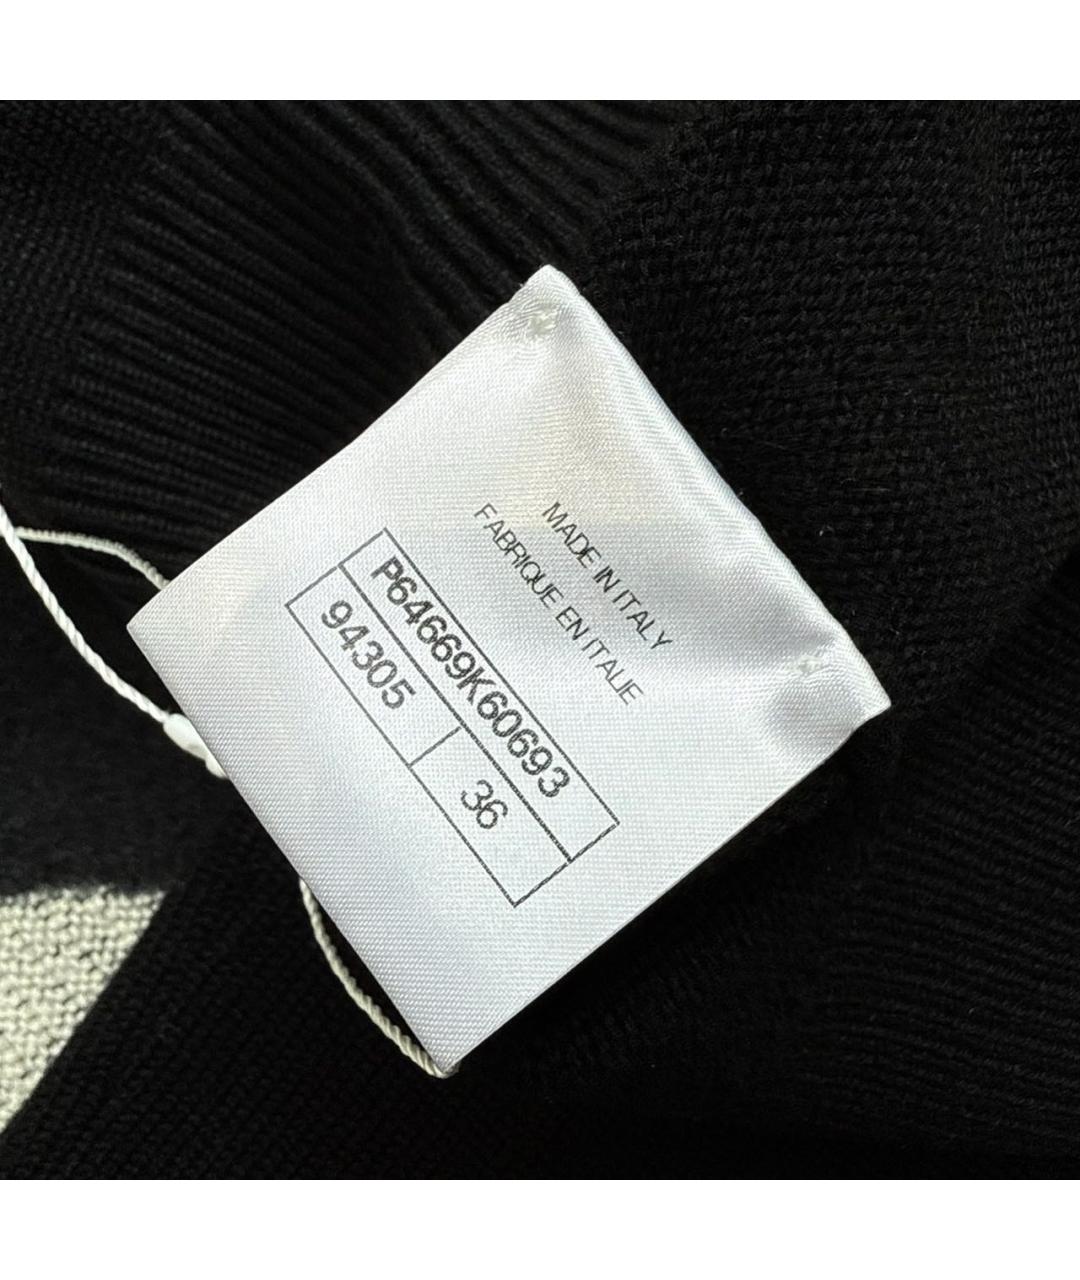 MADE IN ITALY
FABRIQUE EN ITALIE
P64669K60693
94305 36